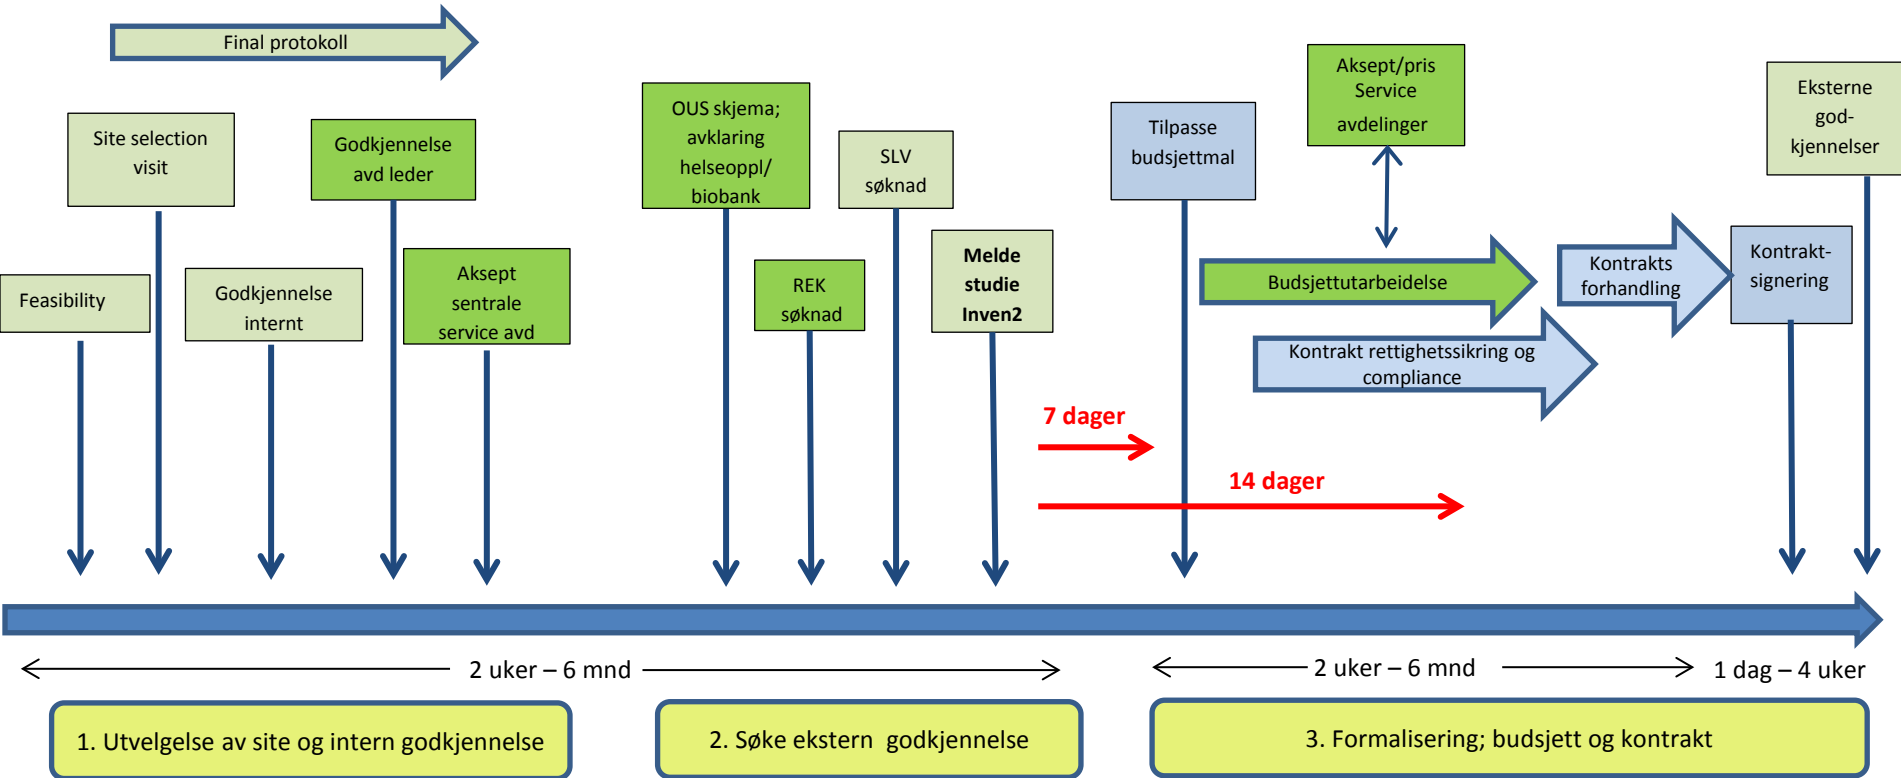 Final protokoll
Site selection
visit
Godkjennelse
avd leder
Feasibility
Godkjennelse
internt
Aksept
sentrale
service avd
OUS skjema;
avklaring
helseoppl/
biobank
REK
søknad
SLV
søknad
Melde
studie
Inven2
Tilpasse
budsjettmal
Aksept/pris
Service
avdelinger
Budsjettutarbeidelse
Kontrakt rettighetssikring og
compliance
Kontrakts
forhandling
Kontrakt-
signering
Eksterne
god-
kjennelser
7 dager
14 dager
2 uker – 6 mnd
2 uker – 6 mnd
1 dag – 4 uker
1. Utvelgelse av site og intern godkjennelse
2. Søke ekstern godkjennelse
3. Formalisering; budsjett og kontrakt